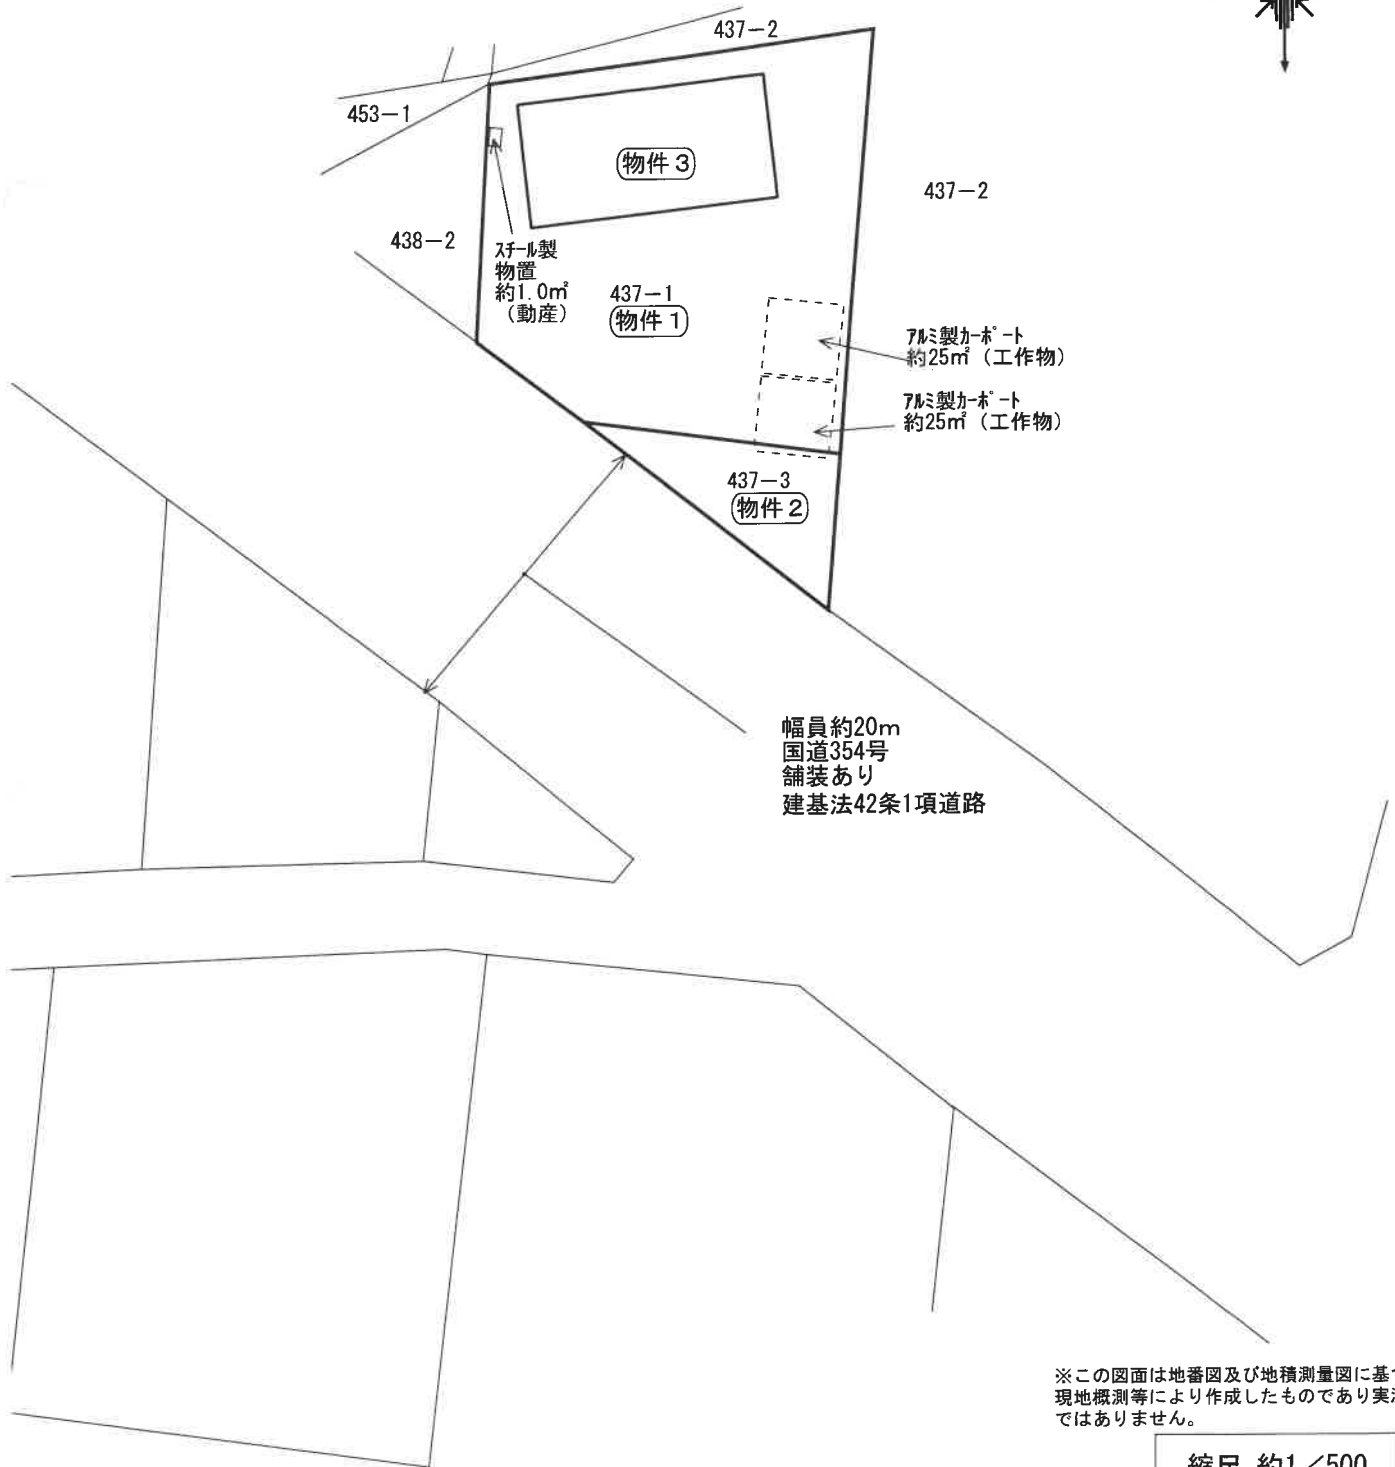 437-2
453-1
物件3
437-2
438-2
スチール製
物置
約1.0㎡
(動産)
437-1
物件1
アルミ製カーポート
約25㎡(工作物)
アルミ製カーポート
約25㎡(工作物)
437-3
物件2
幅員約20m
国道354号
舗装あり
建基法42条1項道路
※この図面は地番図及び地積測量図に基
現地概測等により作成したものであり実
ではありません。
縮尺 約1/500